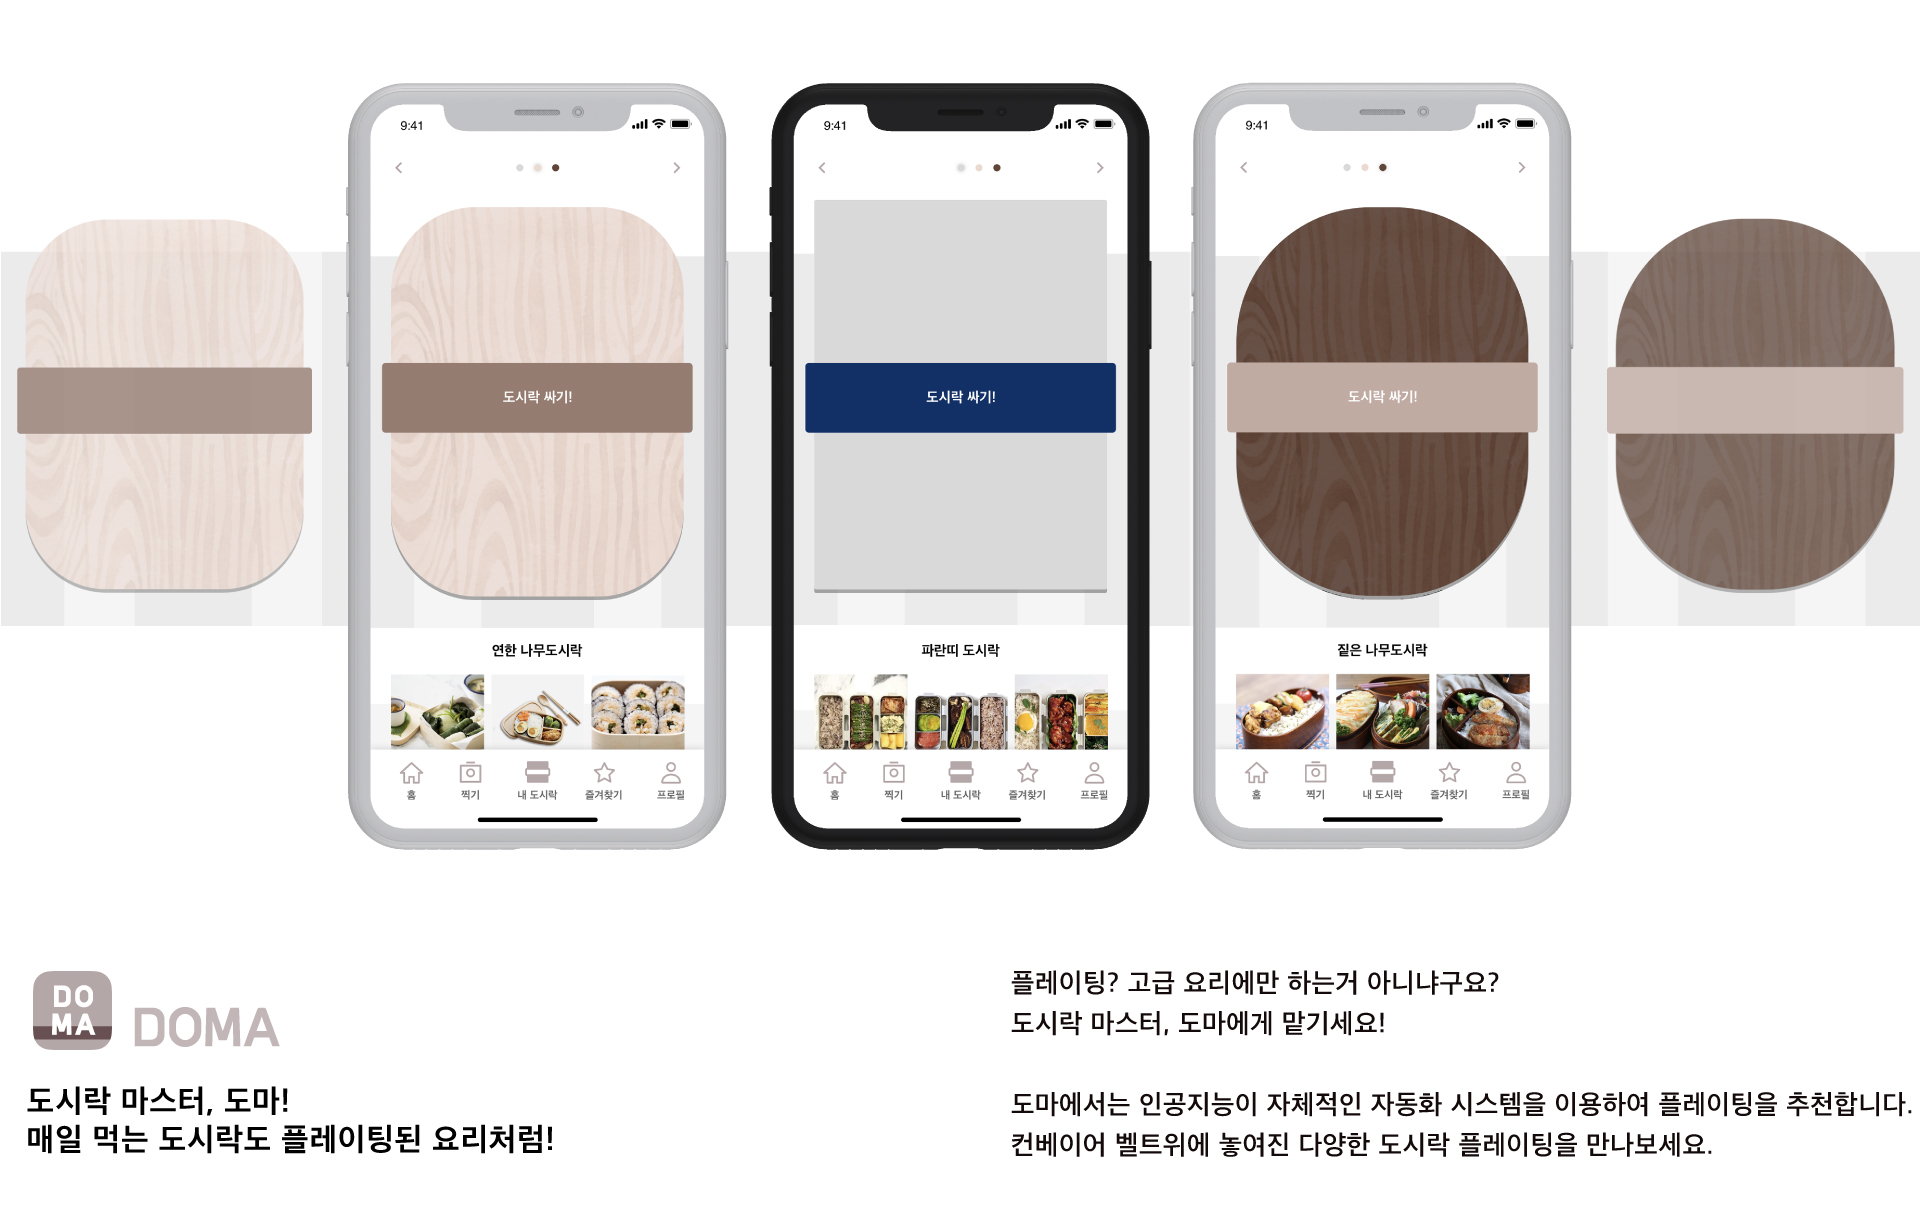 9:41
도시락 싸기!
연한 나무도시락
홈
찍기
내 도시락
즐겨찾기
프로필
9:41
도시락 싸기!
파란띠 도시락
홈
찍기
내 도시락
즐겨찾기
프로필
9:41
도시락 싸기!
짙은 나무도시락
홈
찍기
내 도시락
즐겨찾기
프로필
DO
MA
DOMA
도시락 마스터, 도마!
매일 먹는 도시락도 플레이팅된 요리처럼!
플레이팅? 고급 요리에만 하는거 아니냐구요?
도시락 마스터, 도마에게 맡기세요!
도마에서는 인공지능이 자체적인 자동화 시스템을 이용하여 플레이팅을 추천합니다.
컨베이어 벨트위에 놓여진 다양한 도시락 플레이팅을 만나보세요.